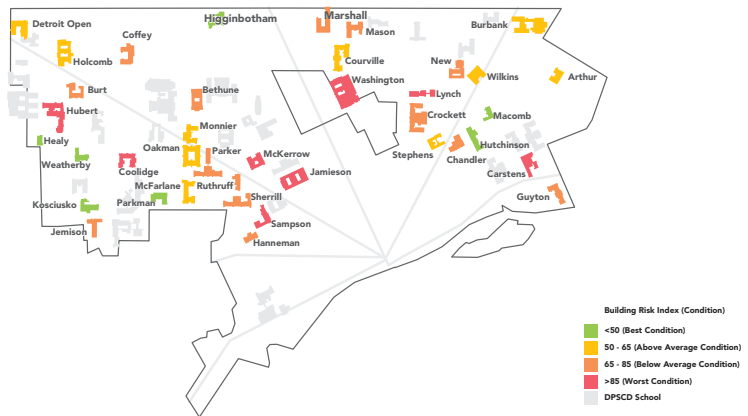 Higginbotham
Marshall
Detroit Open
Coffey
Mason
Burbank
Holcomb
Courville
New
Washington
Wilkins
Arthur
Burt
Bethune
Lynch
Hubert
Crockett
Macomb
Monnier
Healy
Oakman
Parker
McKerrow
Stephens
Hutchinson
Weatherby
Chandler
Coolidge
Jamieson
Carstens
McFarlane
Ruthruff
Kosciusko
Parkman
Sherrill
Guyton
Jemison
Sampson
Hanneman
Building Risk Index (Condition)
<50 (Best Condition)
50 - 65 (Above Average Condition)
65 - 85 (Below Average Condition)
>85 (Worst Condition)
DPSCD School